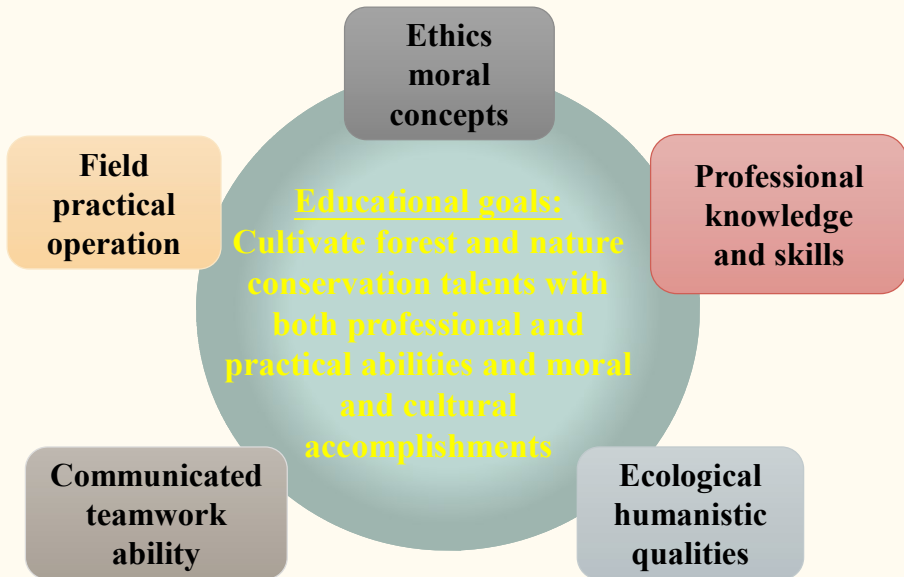 Ethics
moral
concepts
Field
practical
operation
Professional
knowledge
and skills
Educational goals:
Cultivate forest and nature
conservation talents with
both professional and
practical abilities and moral
and cultural
accomplishments
Communicated
teamwork
ability
Ecological
humanistic
qualities